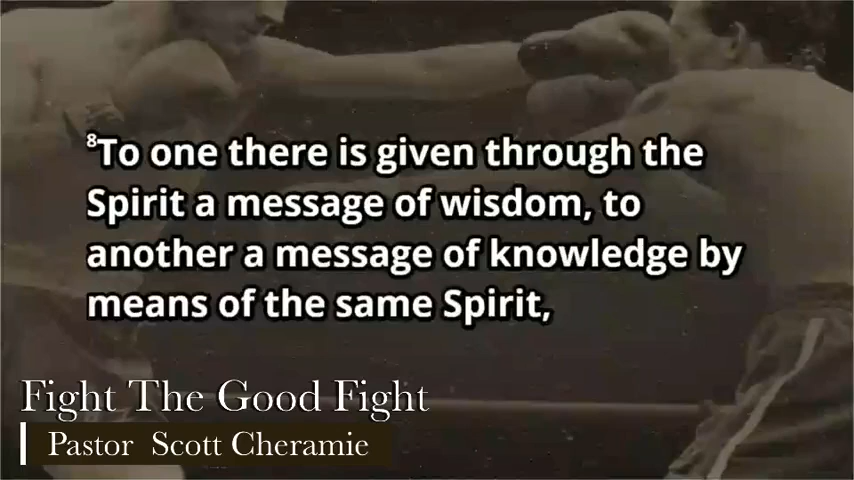 ⁸To one there is given through the
Spirit a message of wisdom, to
another a message of knowledge by
means of the same Spirit,
Fight The Good Fight
Pastor Scott Cheramie